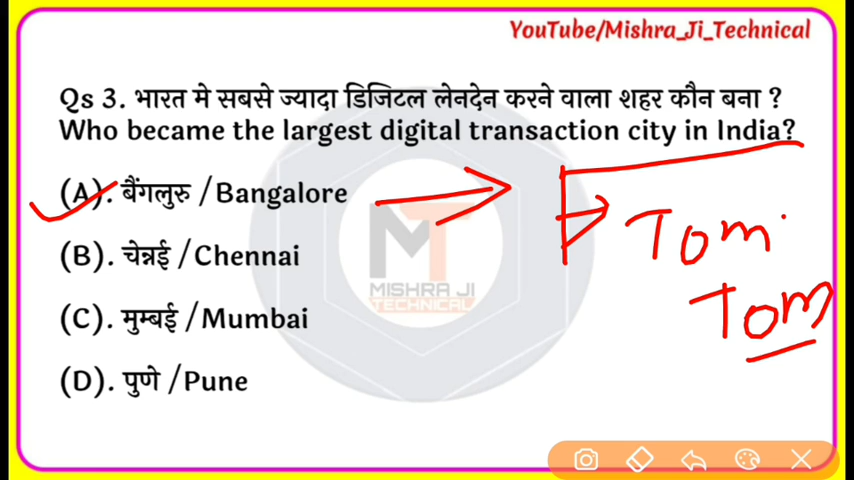 YouTube/Mishra_Ji_Technical
Qs 3. भारत मे सबसे ज्यादा डिजिटल लेनदेन करने वाला शहर कौन बना ?
Who became the largest digital transaction city in India?
(A). बैंगलुरु /Bangalore
Tom
(B). चेन्नई /Chennai
MT
MISHRA JI
TECHNICAL
Tom
(C). मुम्बई /Mumbai
(D). पुणे /Pune